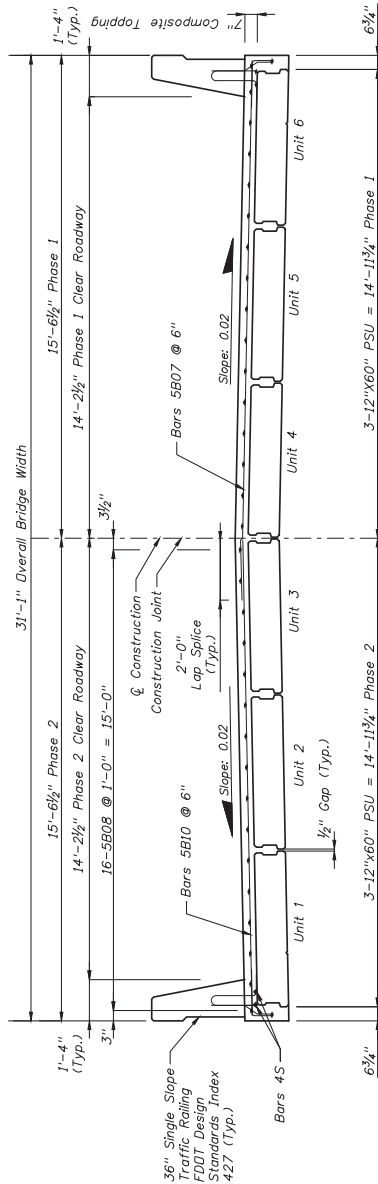 31'-1" Overall Bridge Width
15'-6½" Phase 2
15'-6½" Phase 1
1'-4"
(Typ.)
14'-2½" Phase 2 Clear Roadway
14'-2½" Phase 1 Clear Roadway
1'-4"
(Typ.)
3"
16-5B08 @ 1'-0" = 15'-0"
3½"
36" Single Slope
Traffic Railing
FDOT Design
Standards Index
427 (Typ.)
℄ Construction
Construction Joint
2'-0"
Lap Splice
(Typ.)
Bars 5B10 @ 6"
Bars 5B07 @ 6"
7" Composite Topping
Slope: 0.02
Slope: 0.02
Bars 4S
Unit 1
Unit 2
Unit 3
Unit 4
Unit 5
Unit 6
½" Gap (Typ.)
6¾"
3-12"x60" PSU = 14'-11¾" Phase 2
3-12"X60" PSU = 14'-11¾" Phase 1
6¾"